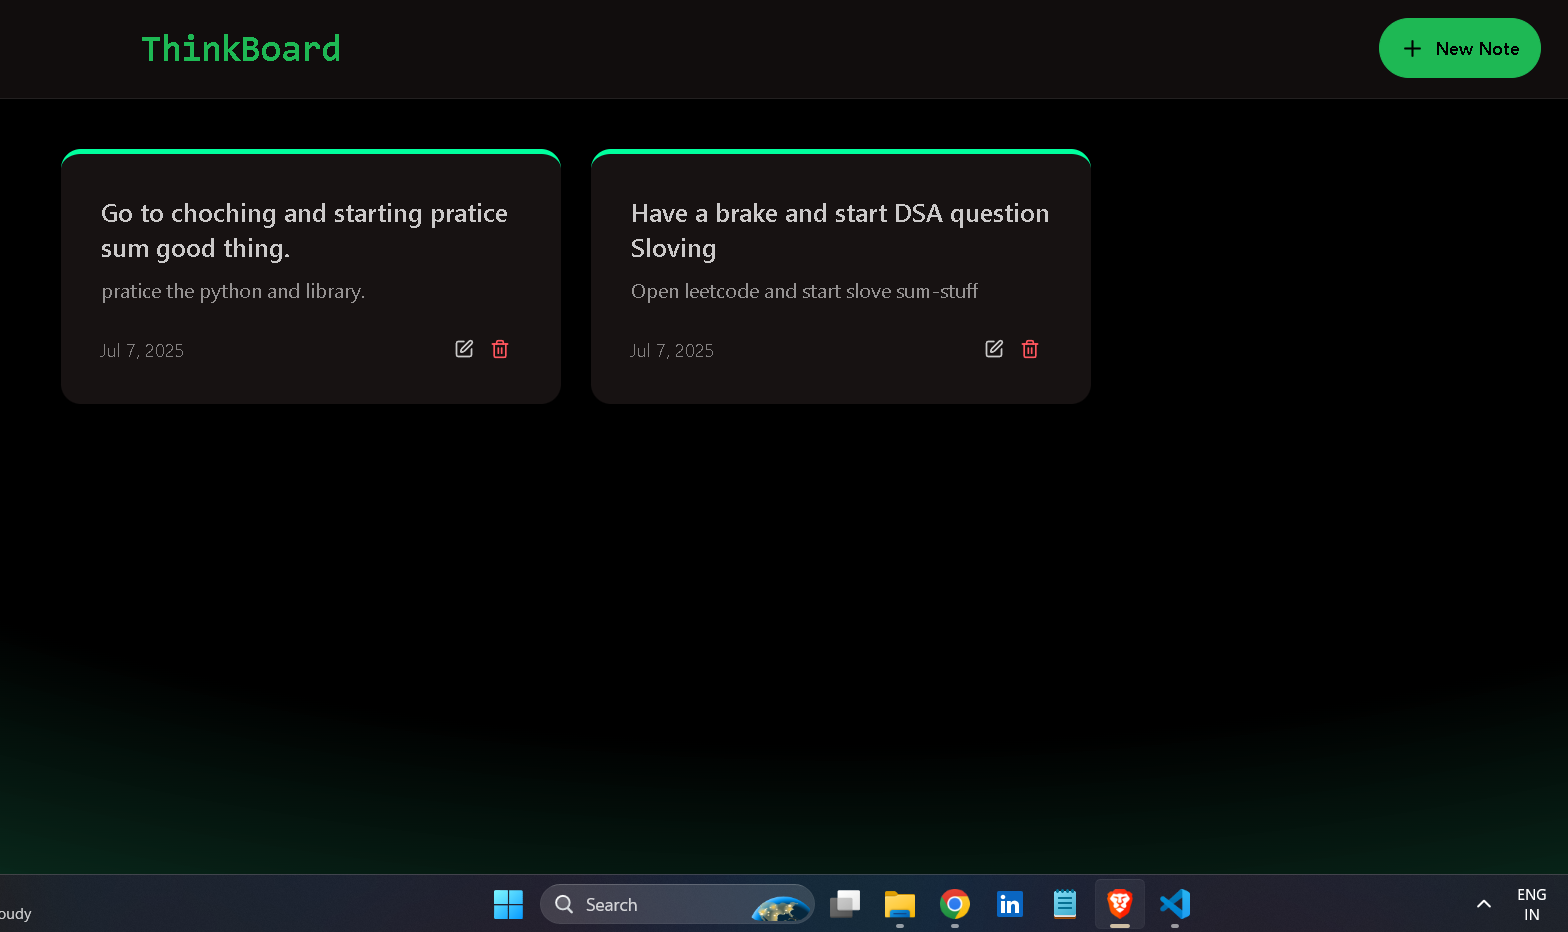 ThinkBoard
New Note
Go to choching and starting pratice
sum good thing.
pratice the python and library.
Jul 7, 2025
Have a brake and start DSA question
Sloving
Open leetcode and start slove sum-stuff
Jul 7, 2025
oudy
Search
in
ENG
IN